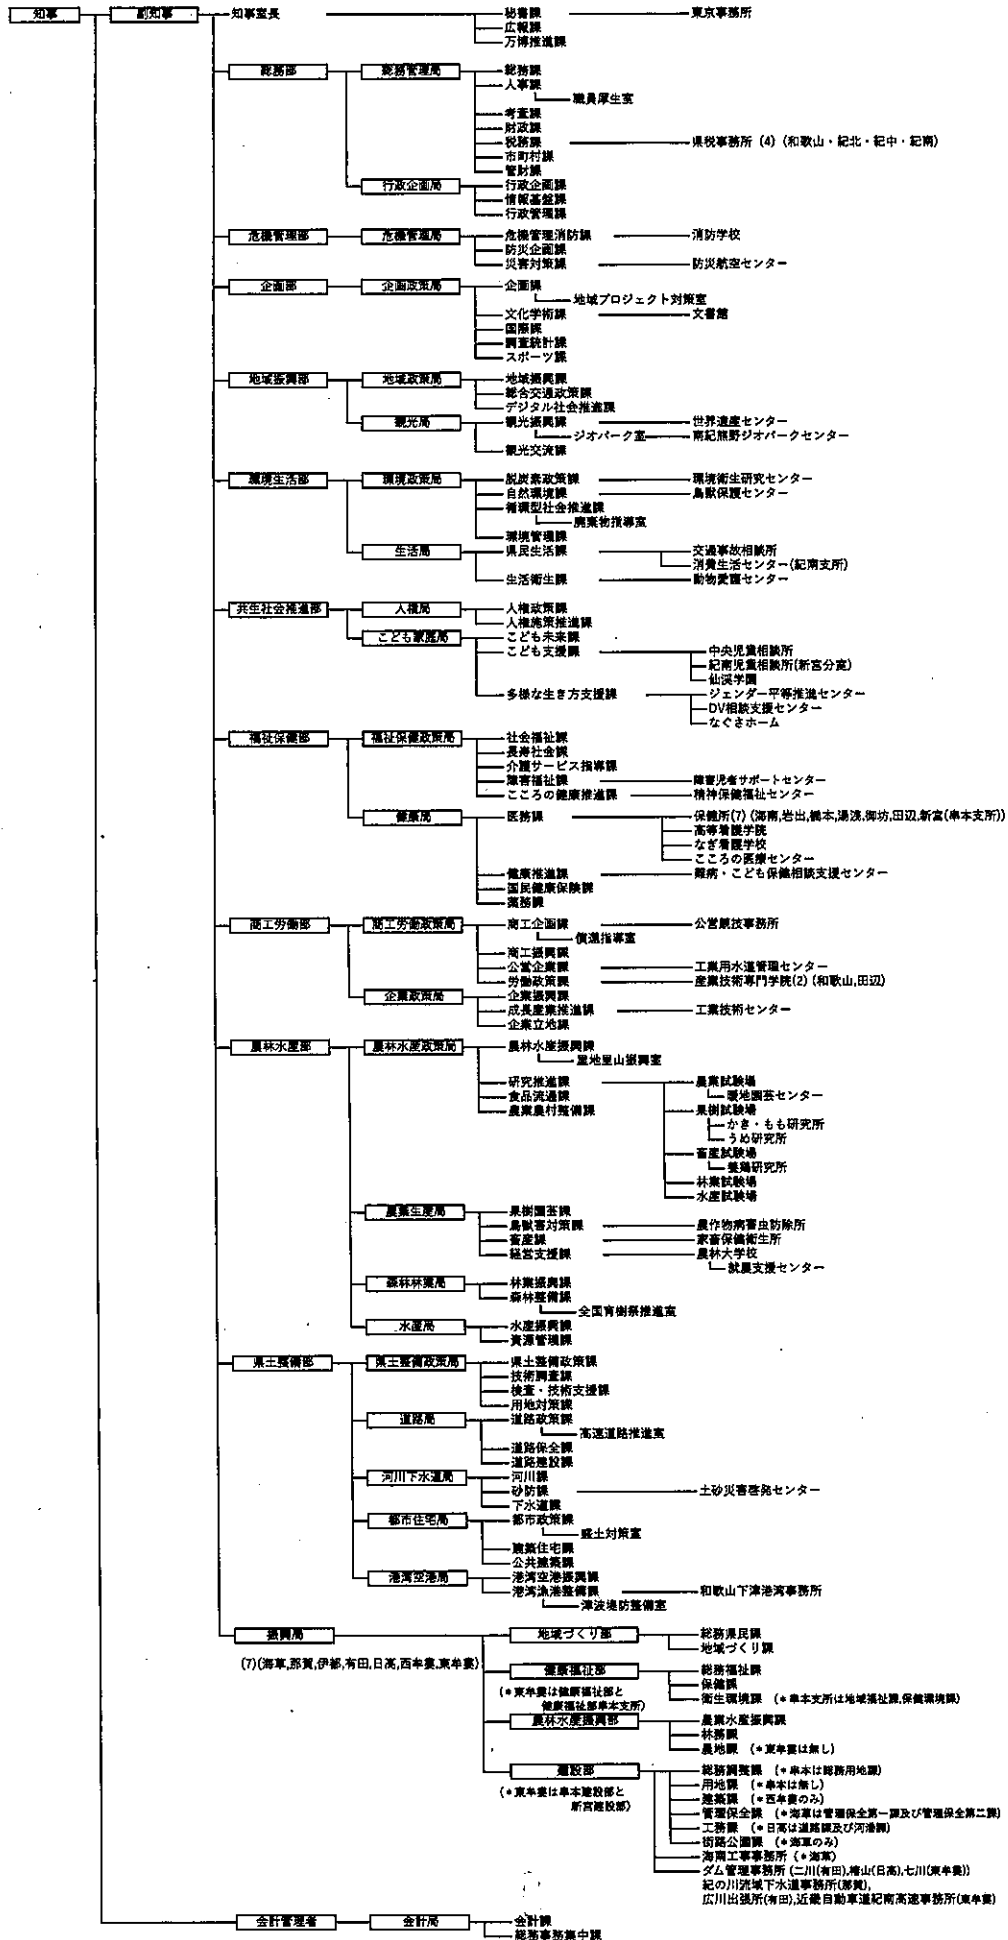 知事 副知事 知事室長 秘書課 東京事務所
広報課
万博推進課
総務部 総務管理局 総務課
人事課
職員厚生室
考査課
財政課
税務課 県税事務所 (4) (和歌山・紀北・紀中・紀南)
市町村課
管財課
行政企画局 行政企画課
情報基盤課
行政管理課
危機管理部 危機管理局 危機管理消防課 消防学校
防災企画課
災害対策課 防災航空センター
企画部 企画政策局 企画課
地域プロジェクト対策室
文化学術課 文書館
国際課
調査統計課
スポーツ課
地域振興部 地域政策局 地域振興課
総合交通政策課
デジタル社会推進課
観光局 観光振興課 世界遺産センター
ジオパーク室 南紀熊野ジオパークセンター
観光交流課
環境生活部 環境政策局 脱炭素政策課 環境衛生研究センター
自然環境課 鳥獣保護センター
循環型社会推進課
廃棄物指導室
環境管理課
生活局 県民生活課 交通事故相談所
消費生活センター(紀南支所)
生活衛生課 動物愛護センター
共生社会推進部 人権局 人権政策課
人権施策推進課
こども家庭局 こども未来課
こども支援課 中央児童相談所
紀南児童相談所(新宮分室)
仙渓学園
多様な生き方支援課 ジェンダー平等推進センター
DV相談支援センター
なぐさホーム
福祉保健部 福祉保健政策局 社会福祉課
長寿社会課
介護サービス指導課
障害福祉課 障害児者サポートセンター
こころの健康推進課 精神保健福祉センター
健康局 医務課 保健所(7) (海南,岩出,橋本,湯浅,御坊,田辺,新宮(串本支所))
高等看護学院
なぎ看護学校
こころの医療センター
健康推進課 難病・こども保健相談支援センター
国民健康保険課
薬務課
商工労働部 商工労働政策局 商工企画課 公営競技事務所
償還指導室
商工振興課
公営企業課 工業用水道管理センター
労働政策課 産業技術専門学院(2) (和歌山,田辺)
企業政策局 企業振興課
成長産業推進課 工業技術センター
企業立地課
農林水産部 農林水産政策局 農林水産振興課
里地里山振興室
研究推進課 農業試験場
食品流通課 暖地園芸センター
農業農村整備課 果樹試験場
かき・もも研究所
うめ研究所
畜産試験場
養鶏研究所
林業試験場
水産試験場
農業生産局 果樹園芸課
鳥獣害対策課 農作物病害虫防除所
畜産課 家畜保健衛生所
経営支援課 農林大学校
就農支援センター
森林林業局 林業振興課
森林整備課
全国育樹祭推進室
水産局 水産振興課
資源管理課
県土整備部 県土整備政策局 県土整備政策課
技術調査課
検査・技術支援課
用地対策課
道路局 道路政策課
高速道路推進室
道路保全課
道路建設課
河川下水道局 河川課
砂防課 土砂災害啓発センター
下水道課
都市住宅局 都市政策課
盛土対策室
建築住宅課
公共建築課
港湾空港局 港湾空港振興課
港湾漁港整備課 和歌山下津港湾事務所
津波堤防整備室
振興局 地域づくり部 総務県民課
地域づくり課
(7)(海草,那賀,伊都,有田,日高,西牟婁,東牟婁)
健康福祉部 総務福祉課
保健課
(*東牟婁は健康福祉部と
健康福祉部串本支所) 衛生環境課 (*串本支所は地域福祉課,保健環境課)
農林水産振興部 農業水産振興課
林務課
農地課 (*東牟婁は無し)
建設部 総務調整課 (*串本は総務用地課)
用地課 (*串本は無し)
(*東牟婁は串本建設部と
新宮建設部) 建築課 (*西牟婁のみ)
管理保全課 (*海草は管理保全第一課及び管理保全第二課)
工務課 (*日高は道路課及び河港課)
街路公園課 (*海草のみ)
海南工事事務所 (*海草)
ダム管理事務所 (二川(有田),椿山(日高),七川(東牟婁))
紀の川流域下水道事務所(那賀),
広川出張所(有田),近畿自動車道紀南高速事務所(東牟婁)
会計管理者 会計局 会計課
総務事務集中課